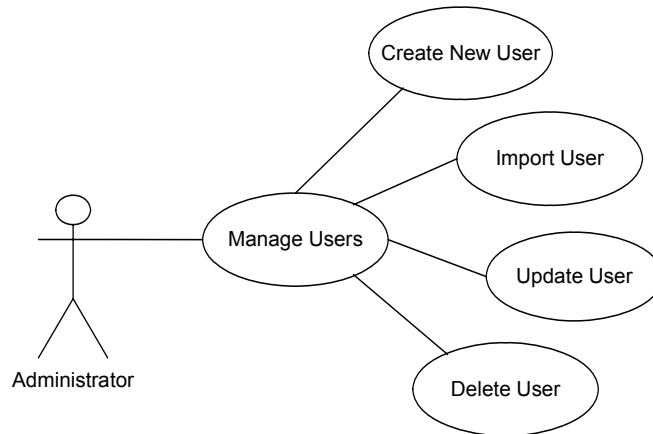 Create New User
Import User
Manage Users
Update User
Administrator
Delete User